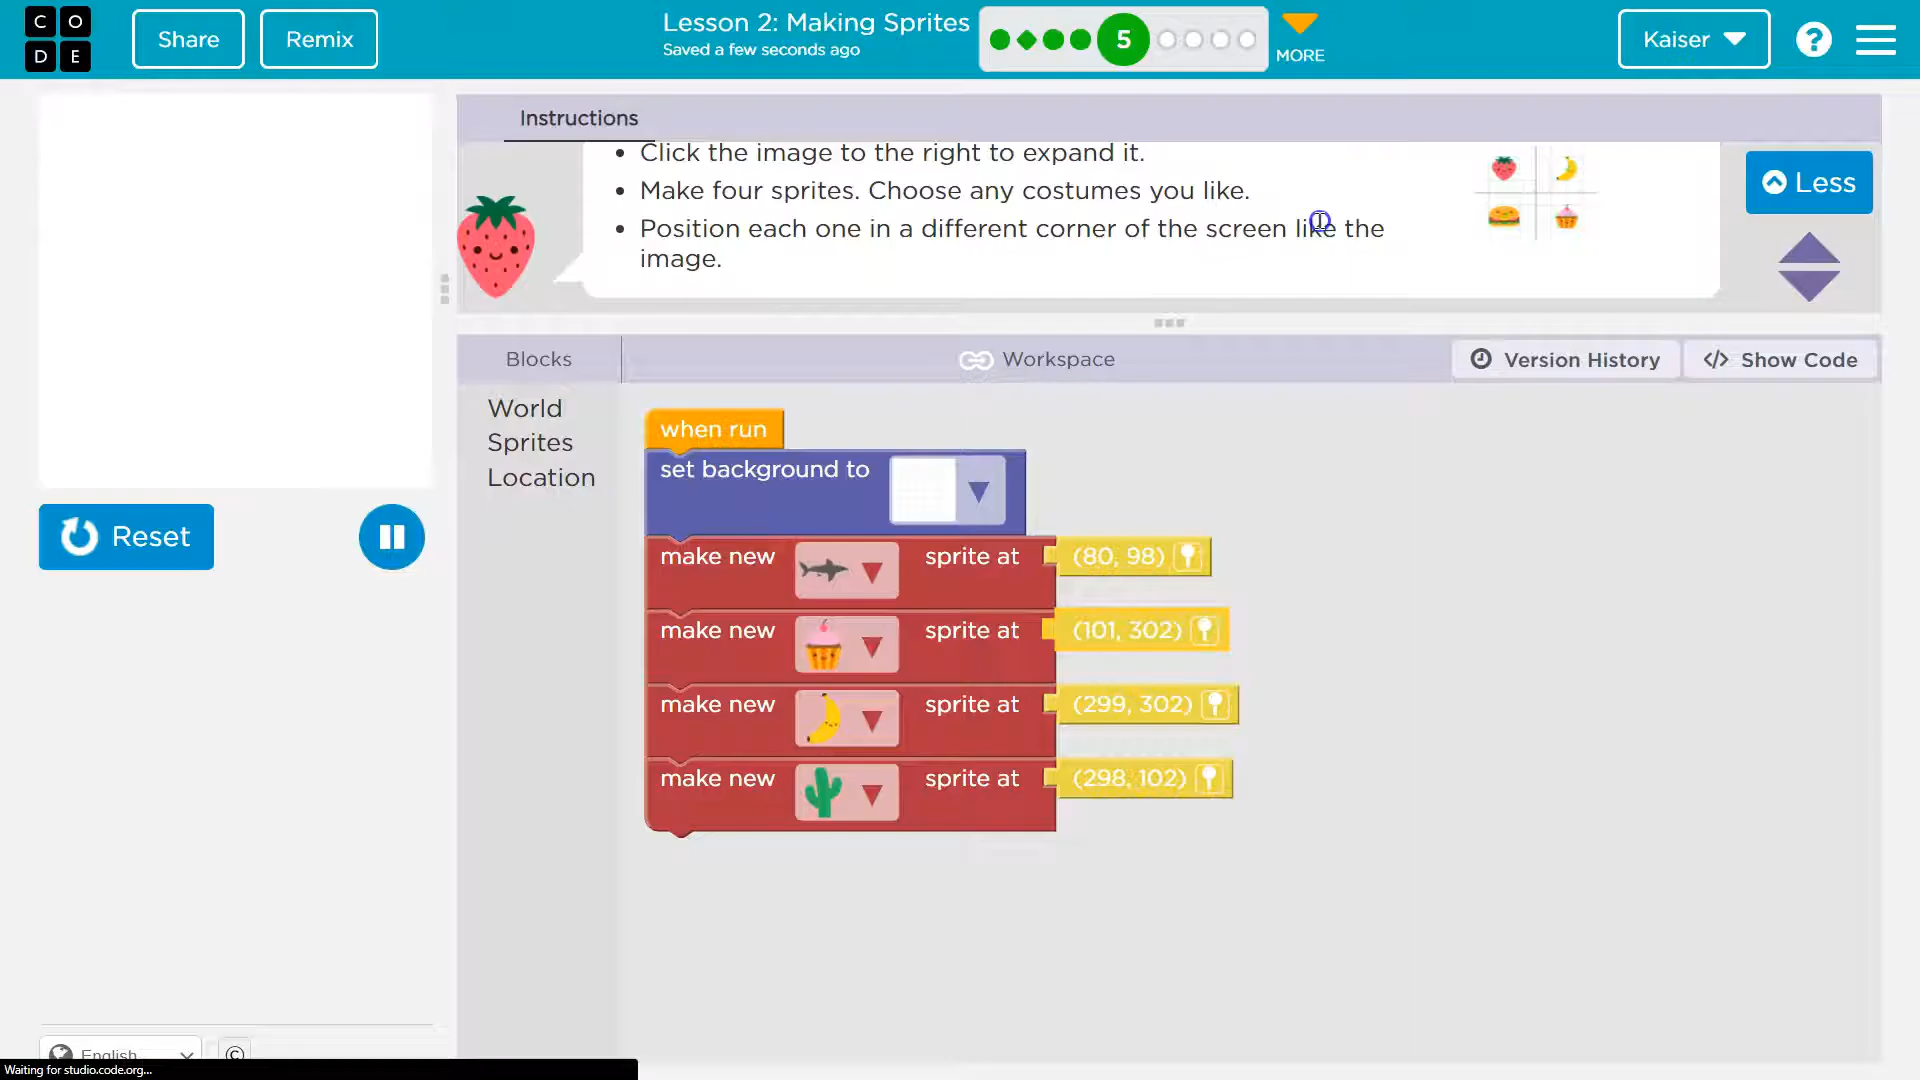 C O
D E
Share
Remix
Lesson 2: Making Sprites
Saved a few seconds ago
5
MORE
Kaiser
?
Instructions
Click the image to the right to expand it.
Make four sprites. Choose any costumes you like.
Position each one in a different corner of the screen like the
image.
Less
Blocks
Workspace
Version History
</> Show Code
World
Sprites
Location
when run
set background to
make new sprite at (80, 98)
make new sprite at (101, 302)
make new sprite at (299, 302)
make new sprite at (298, 102)
Reset
English
©
Waiting for studio.code.org...